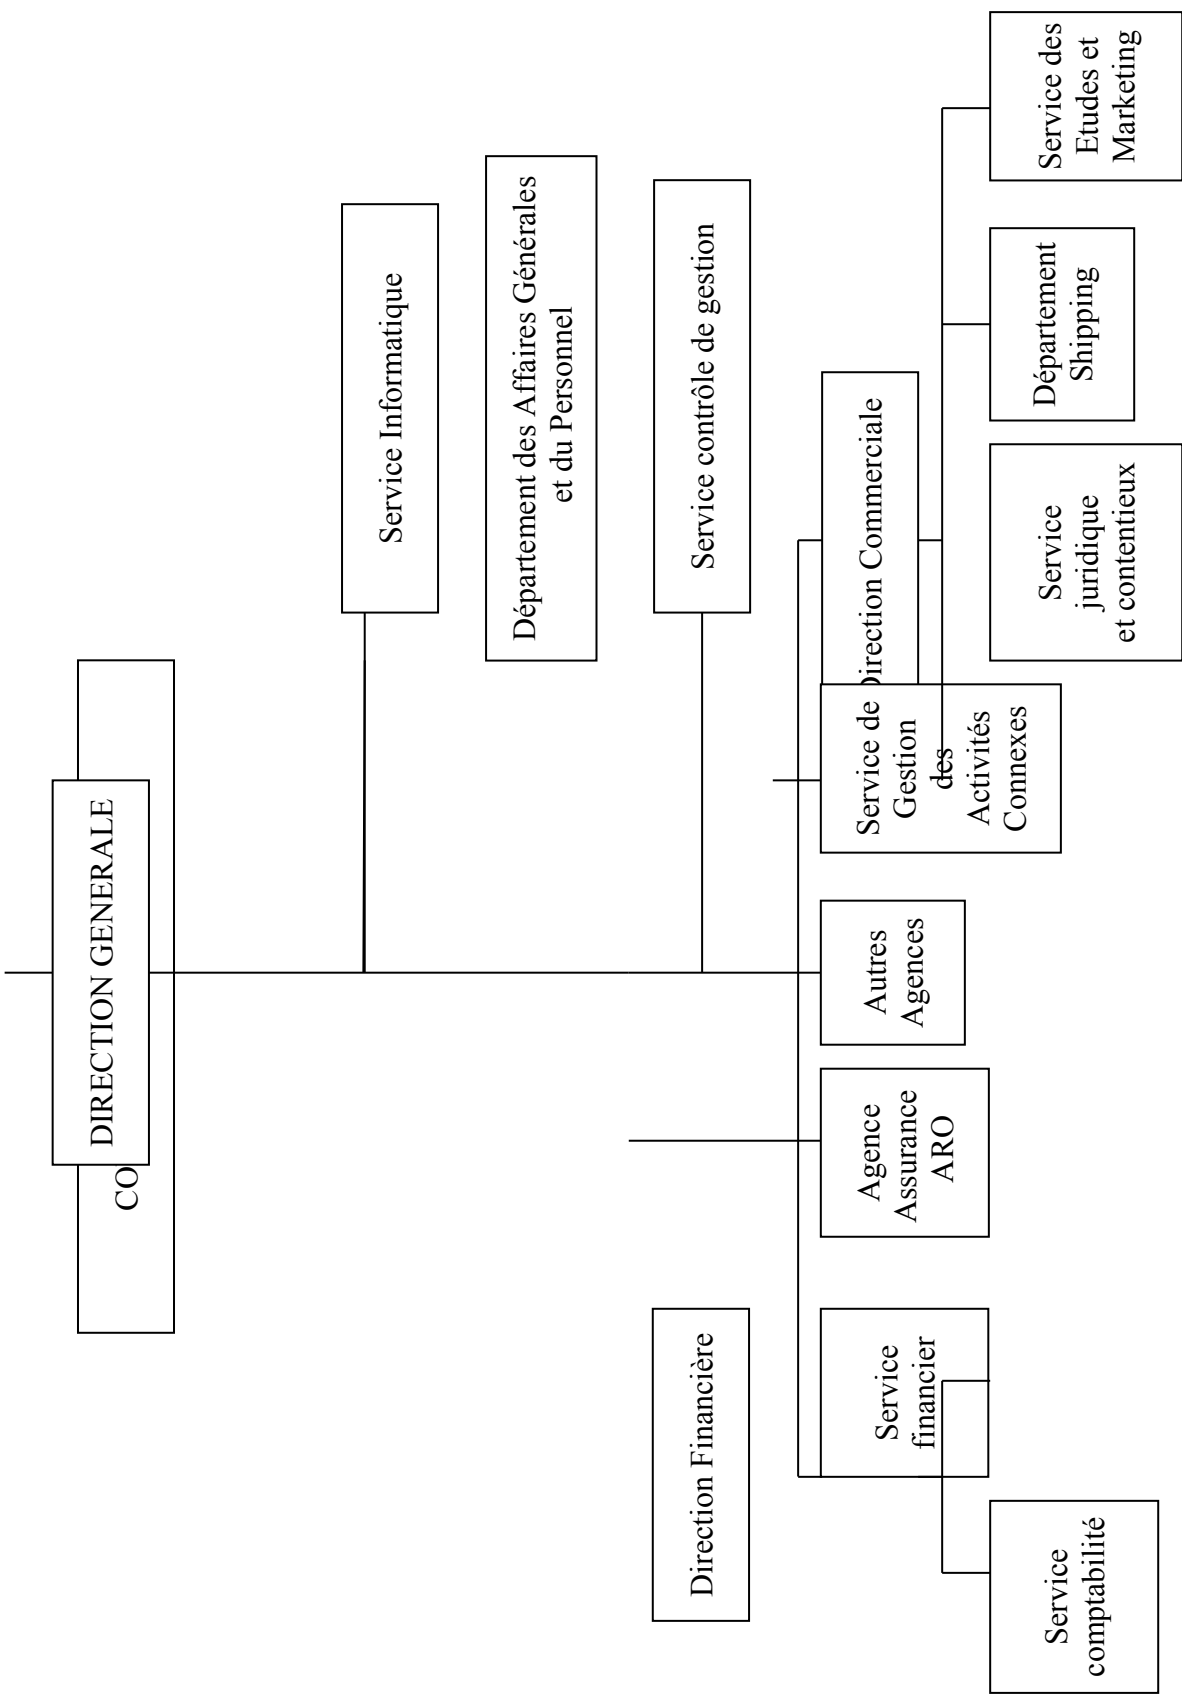 DIRECTION GENERALE
CO
Service Informatique
Département des Affaires Générales
et du Personnel
Service contrôle de gestion
Direction Financière
Direction Commerciale
Service
financier
Agence
Assurance
ARO
Autres
Agences
Service de
Gestion
des
Activités
Connexes
Service
comptabilité
Service
juridique
et contentieux
Département
Shipping
Service des
Etudes et
Marketing